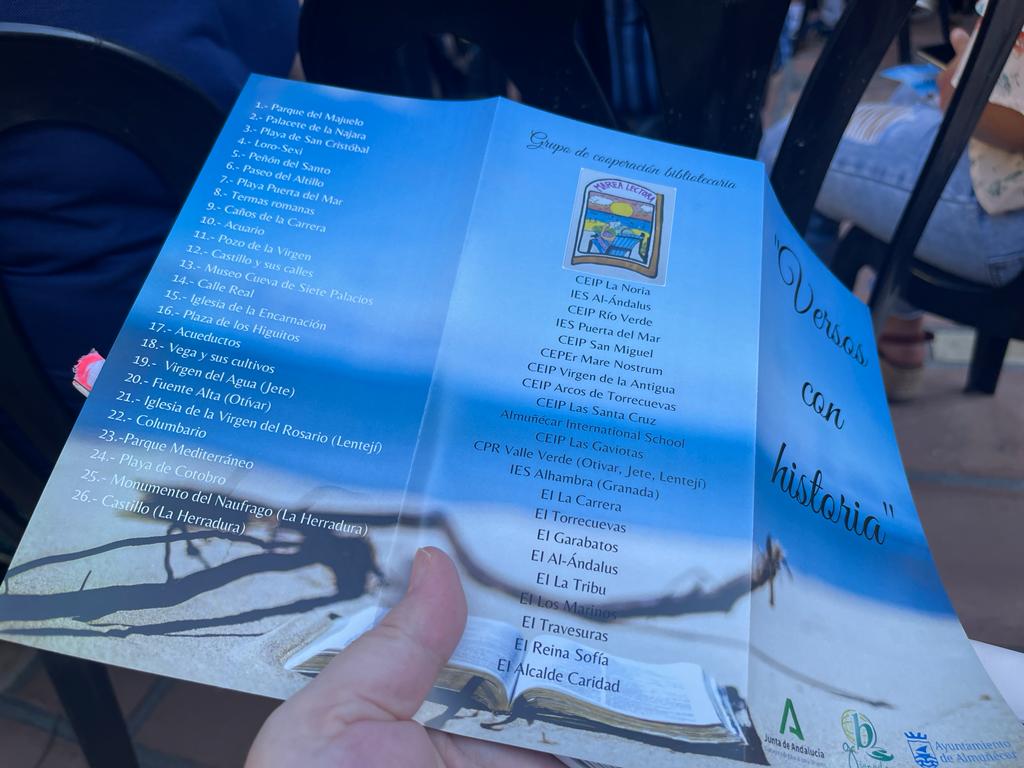 1.- Parque del Majuelo
2.- Palacete de la Najara
3.- Playa de San Cristóbal
4.- Loro-Sexi
5.- Peñón del Santo
6.- Paseo del Altillo
7.- Playa Puerta del Mar
8.- Termas romanas
9.- Caños de la Carrera
10.- Acuario
11.- Pozo de la Virgen
12.- Castillo y sus calles
13.- Museo Cueva de Siete Palacios
14.- Calle Real
15.- Iglesia de la Encarnación
16.- Plaza de los Higuitos
17.- Acueductos
18.- Vega y sus cultivos
19.- Virgen del Agua (Jete)
20.- Fuente Alta (Otívar)
21.- Iglesia de la Virgen del Rosario (Lentejí)
22.- Columbario
23.-Parque Mediterráneo
24.- Playa de Cotobro
25.- Monumento del Naufrago (La Herradura)
26.- Castillo (La Herradura)
Grupo de cooperación bibliotecaria
MAREA LECTORA
CEIP La Noria
IES Al-Ándalus
CEIP Río Verde
IES Puerta del Mar
CEIP San Miguel
CEPEr Mare Nostrum
CEIP Virgen de la Antigua
CEIP Arcos de Torrecuevas
CEIP Las Santa Cruz
Almuñécar International School
CEIP Las Gaviotas
CPR Valle Verde (Otivar, Jete, Lentejí)
IES Alhambra (Granada)
EI La Carrera
EI Torrecuevas
EI Garabatos
EI Al-Ándalus
EI La Tribu
EI Los Marinos
EI Travesuras
EI Reina Sofía
EI Alcalde Caridad
"Versos
con
historia"
Junta de Andalucía
Ayuntamiento
de Almuñécar